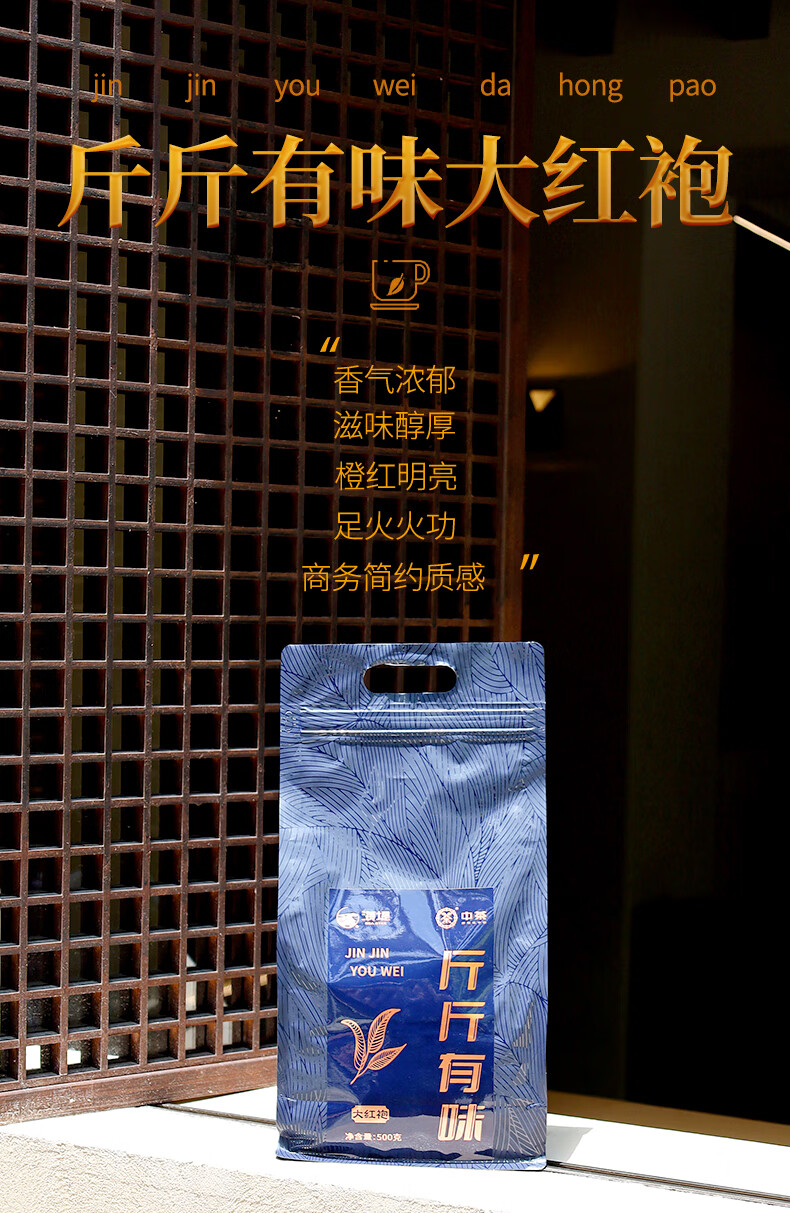 jin jin you wei da hong pao
斤斤有味大红袍
“
香气浓郁
滋味醇厚
橙红明亮
足火火功
商务简约质感 ”
中茶
JIN JIN
YOU WEI
斤斤有味
大红袍
净含量:500克